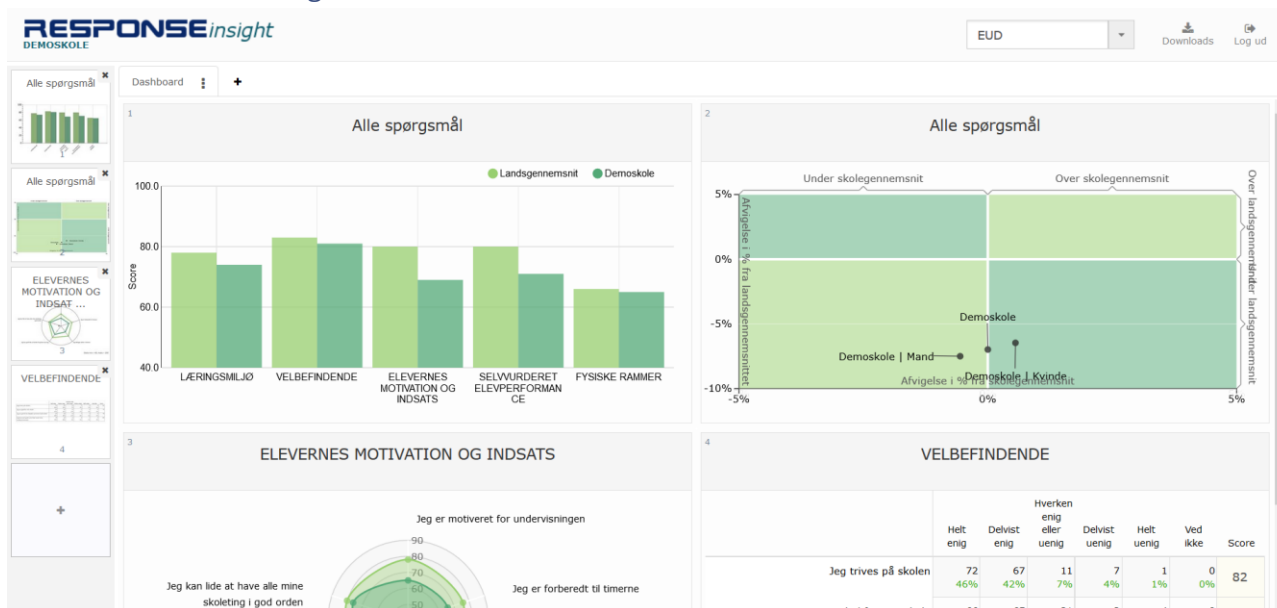 RESPONSEinsight
DEMOSKOLE
EUD
Downloads
Log ud
Alle spørgsmål
1
Alle spørgsmål
2
ELEVERNES
MOTIVATION OG
INDSAT ...
3
VELBEFINDENDE
4
+
Dashboard
+
1
Alle spørgsmål
Landsgennemsnit
Demoskole
Score
100.0
80.0
60.0
40.0
LÆRINGSMILJØ
VELBEFINDENDE
ELEVERNES
MOTIVATION OG
INDSATS
SELVVURDERET
ELEVPERFORMAN
CE
FYSISKE RAMMER
2
Alle spørgsmål
Under skolegennemsnit
Over skolegennemsnit
Over landsgennemsnit
Under landsgennemsnit
Afvigelse i % fra landsgennemsnittet
5%
0%
-5%
-10%
Demoskole
Demoskole | Mand
Demoskole | Kvinde
Afvigelse i % fra skolegennemsnit
-5%
0%
5%
3
ELEVERNES MOTIVATION OG INDSATS
Jeg er motiveret for undervisningen
90
80
70
60
50
Jeg kan lide at have alle mine
skoleting i god orden
Jeg er forberedt til timerne
4
VELBEFINDENDE
Helt enig
Delvist enig
Hverken enig eller uenig
Delvist uenig
Helt uenig
Ved ikke
Score
Jeg trives på skolen 72 67 11 7 1 0 82
46% 42% 7% 4% 1% 0%